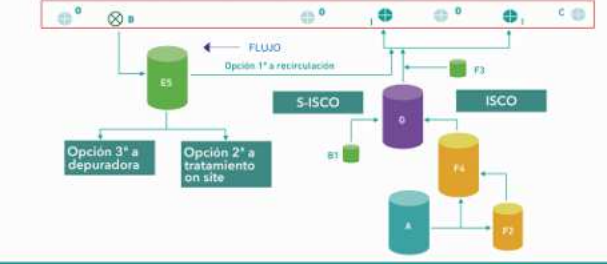 O
B
O
I
O
I
C
FLUJO
Opción 1ª a recirculación
E5
F3
S-ISCO
ISCO
G
B1
F4
Opción 3ª a
depuradora
Opción 2ª a
tratamiento
on site
A
F2